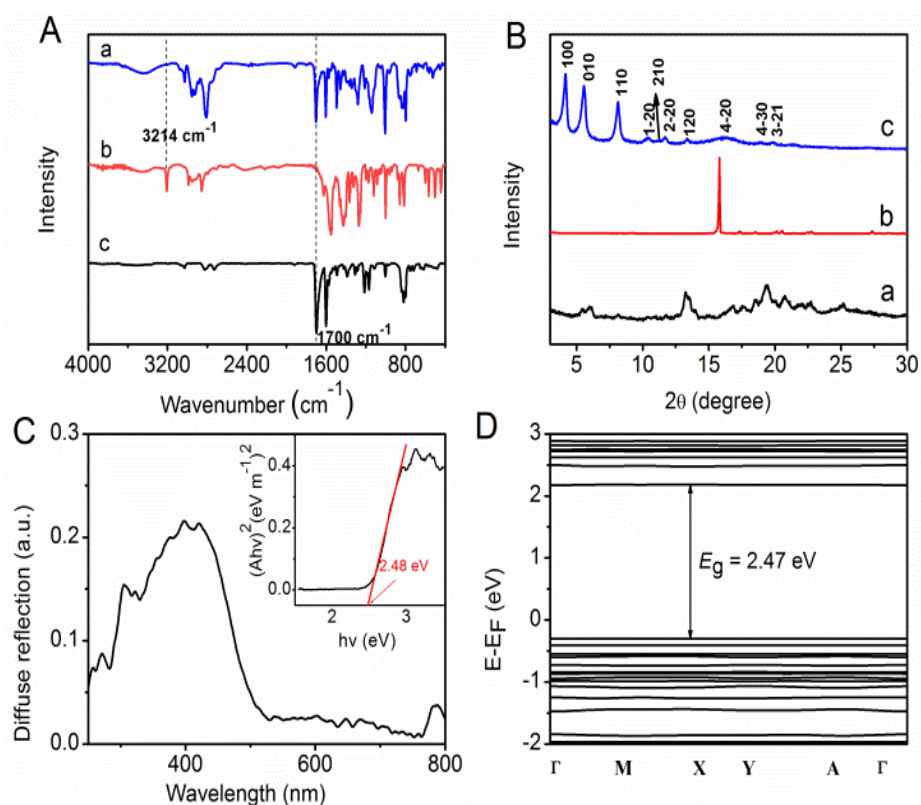 A
a
3214 cm⁻¹
b
c
1700 cm⁻¹
Intensity
4000 3200 2400 1600 800
Wavenumber (cm⁻¹)
B
100
010
110
1-20
210
2-20
120
4-20
4-30
3-21
c
b
a
Intensity
5 10 15 20 25 30
2θ (degree)
C
0.3
0.2
0.1
0.0
Diffuse reflection (a.u.)
400 600 800
Wavelength (nm)
0.4
0.2
0.0
(Ahv)² (eV m⁻¹)²
2.48 eV
2 3
hv (eV)
D
3
2
1
0
-1
-2
E-EF (eV)
Eg = 2.47 eV
Γ M X Y A Γ